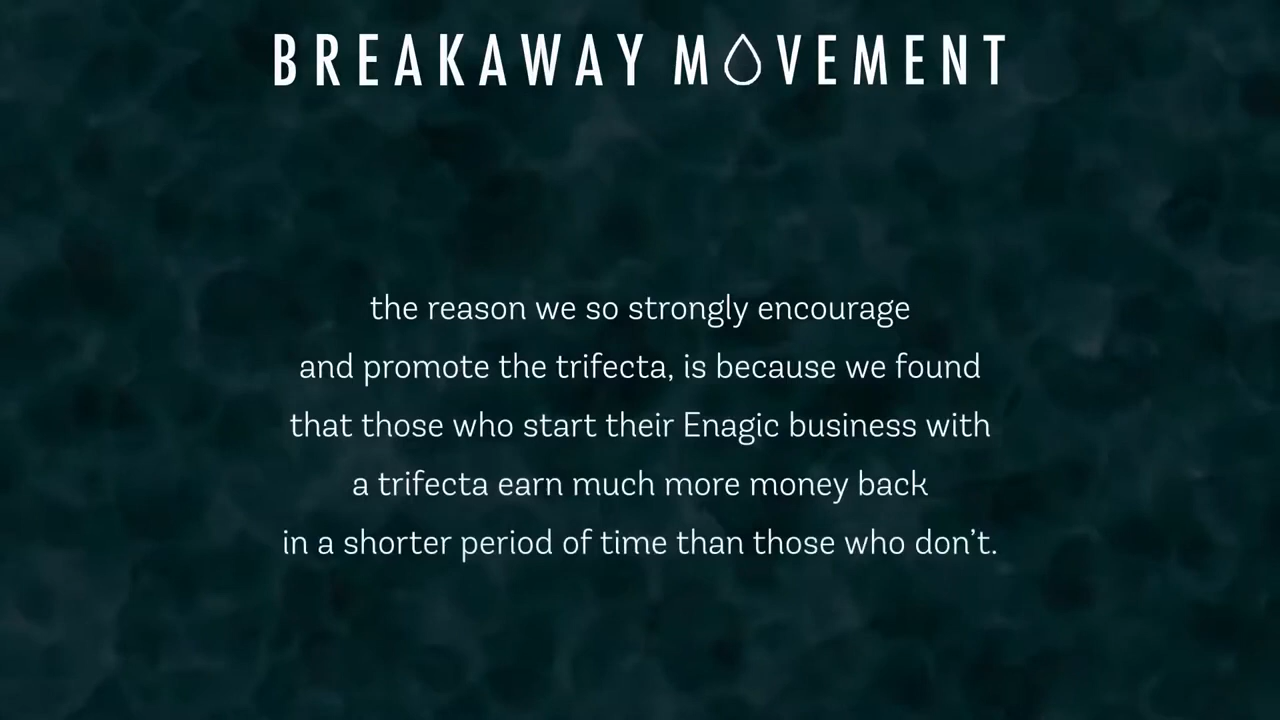 BREAKAWAY MOVEMENT
the reason we so strongly encourage
and promote the trifecta, is because we found
that those who start their Enagic business with
a trifecta earn much more money back
in a shorter period of time than those who don’t.